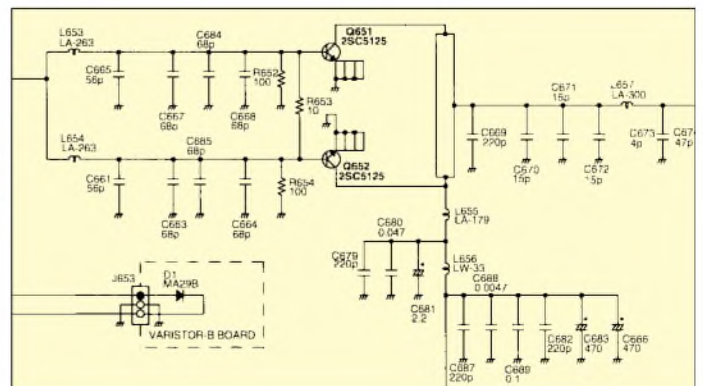 L653
LA-263
C665
56p
C667
68p
C684
68p
C668
68p
R652
100
R653
10
Q651
2SC5125
L654
LA-263
C661
56p
C663
68p
C685
68p
C664
68p
R654
100
Q652
2SC5125
C669
220p
C670
15p
C671
15p
C672
15p
L657
LA-300
C673
4p
47p
L655
LA-179
C680
0.047
C679
220p
C681
2.2
L656
LW-33
C688
0.0047
C687
220p
C689
0.1
C682
220p
C683
470
C666
470
J653
D1
MA29B
VARISTOR-B BOARD